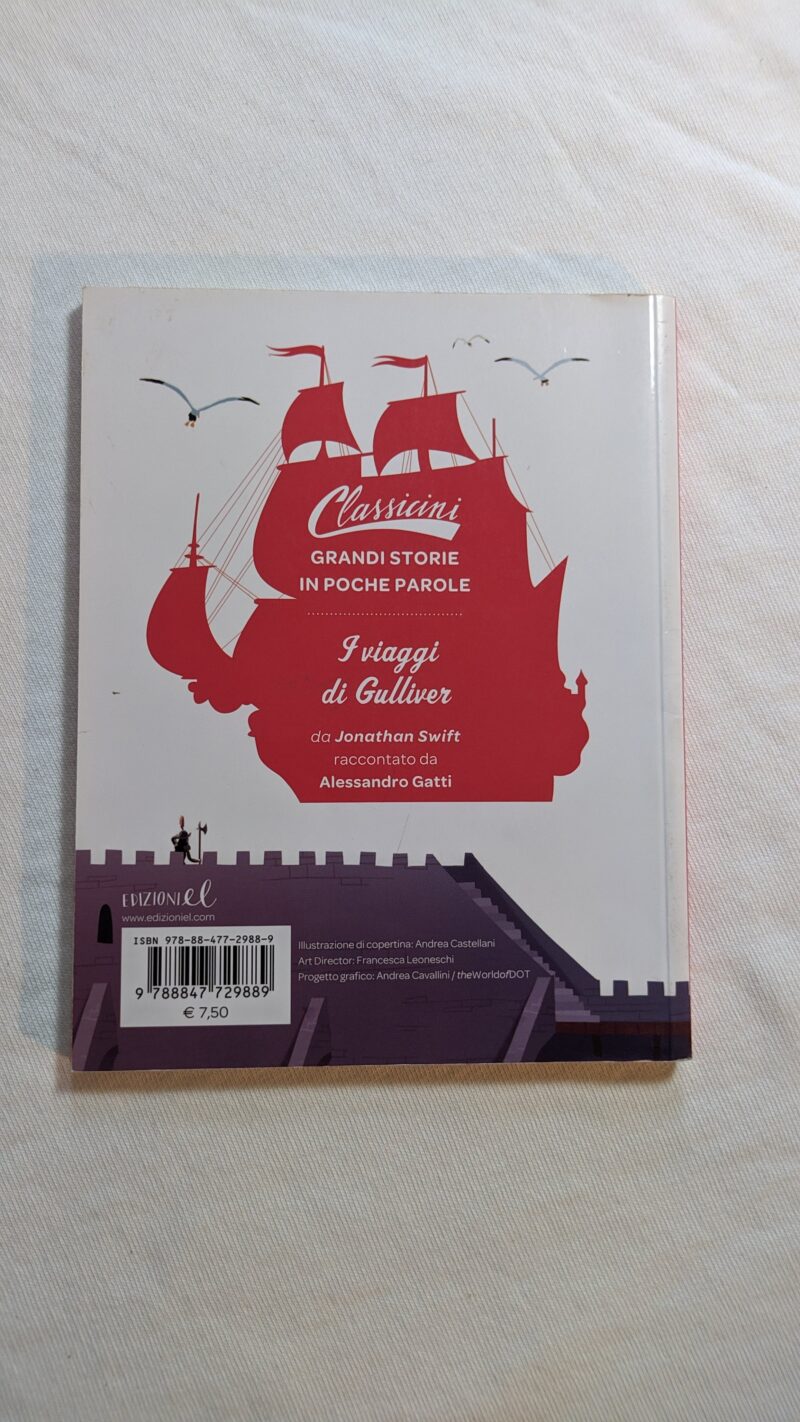 Classicini
GRANDI STORIE
IN POCHE PAROLE
I viaggi
di Gulliver
da Jonathan Swift
raccontato da
Alessandro Gatti
EDIZIONI el
www.edizioniel.com
ISBN 978-88-477-2988-9
9 788847 729889
€ 7,50
Illustrazione di copertina: Andrea Castellani
Art Director: Francesca Leoneschi
Progetto grafico: Andrea Cavallini / theWorldofDOT